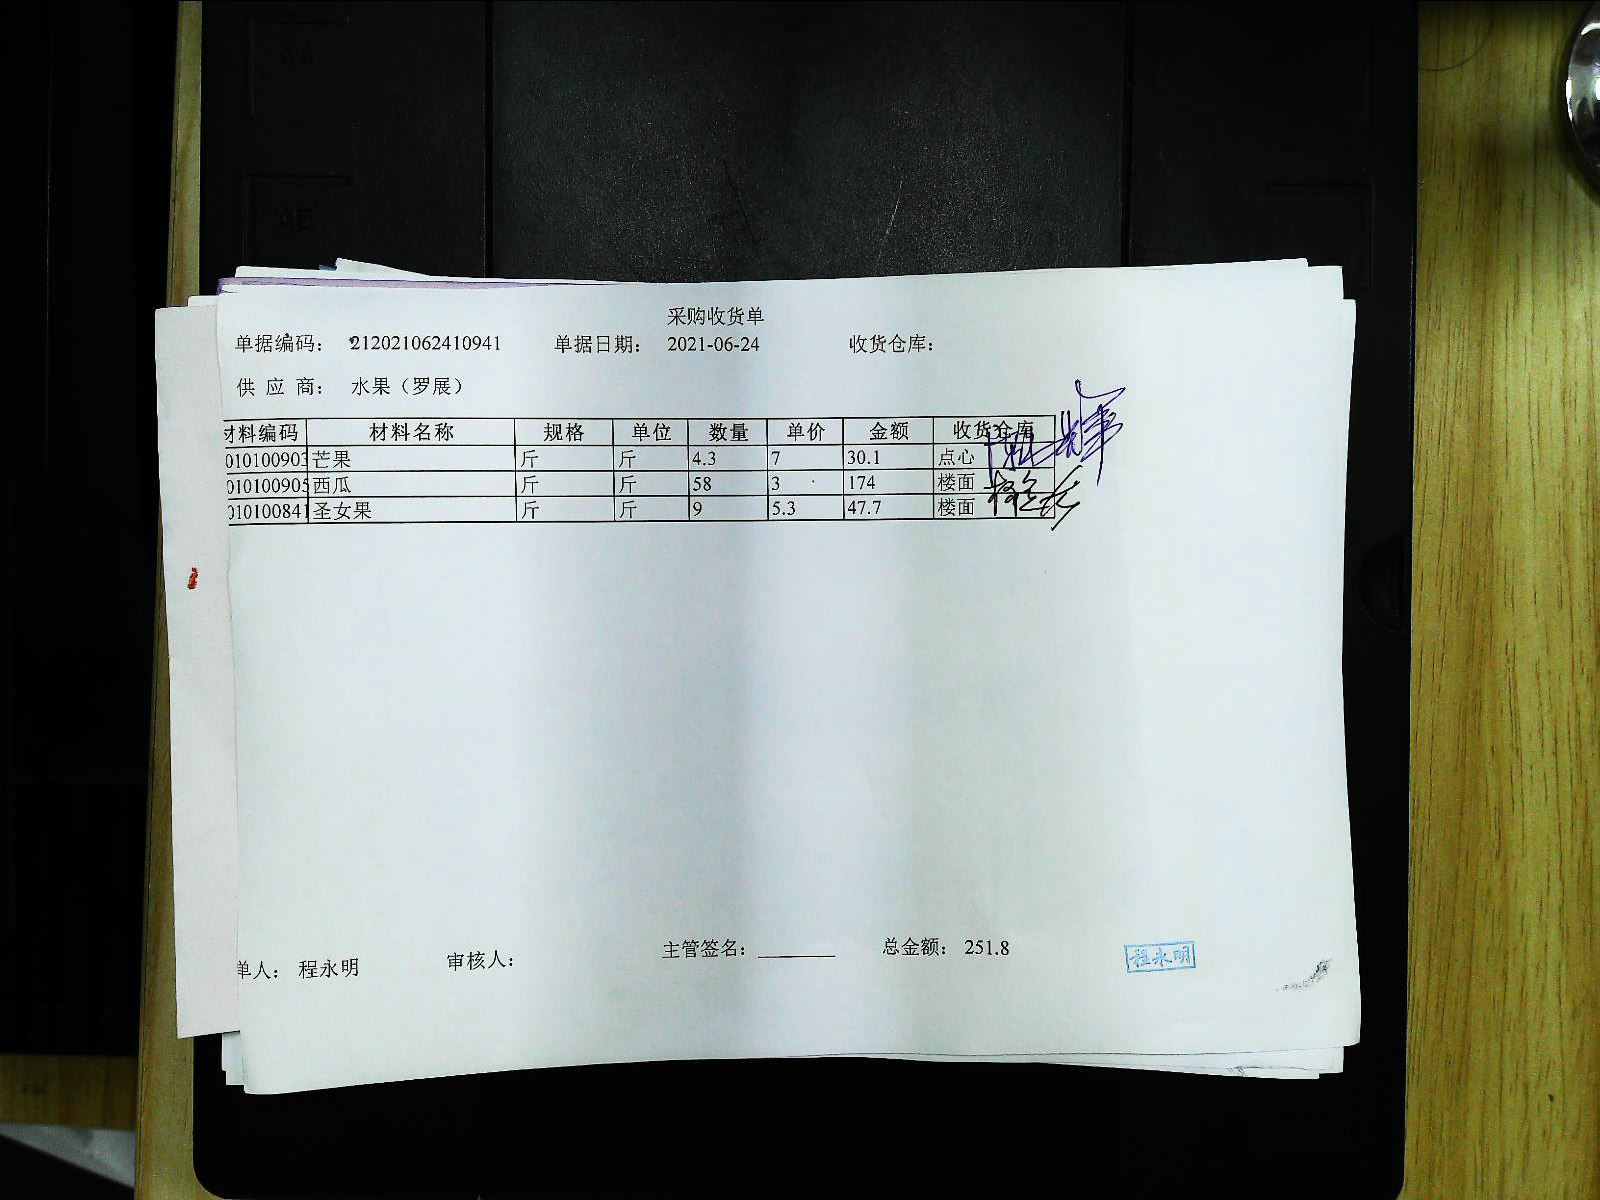 A4
A5
采购收货单
单据编码： 212021062410941 单据日期： 2021-06-24 收货仓库：
供 应 商： 水果（罗展）
材料编码 材料名称 规格 单位 数量 单价 金额 收货仓库
010100903 芒果 斤 斤 4.3 7 30.1 点心
010100905 西瓜 斤 斤 58 3 174 楼面
010100841 圣女果 斤 斤 9 5.3 47.7 楼面
单人： 程永明 审核人： 主管签名： 总金额： 251.8
程永明